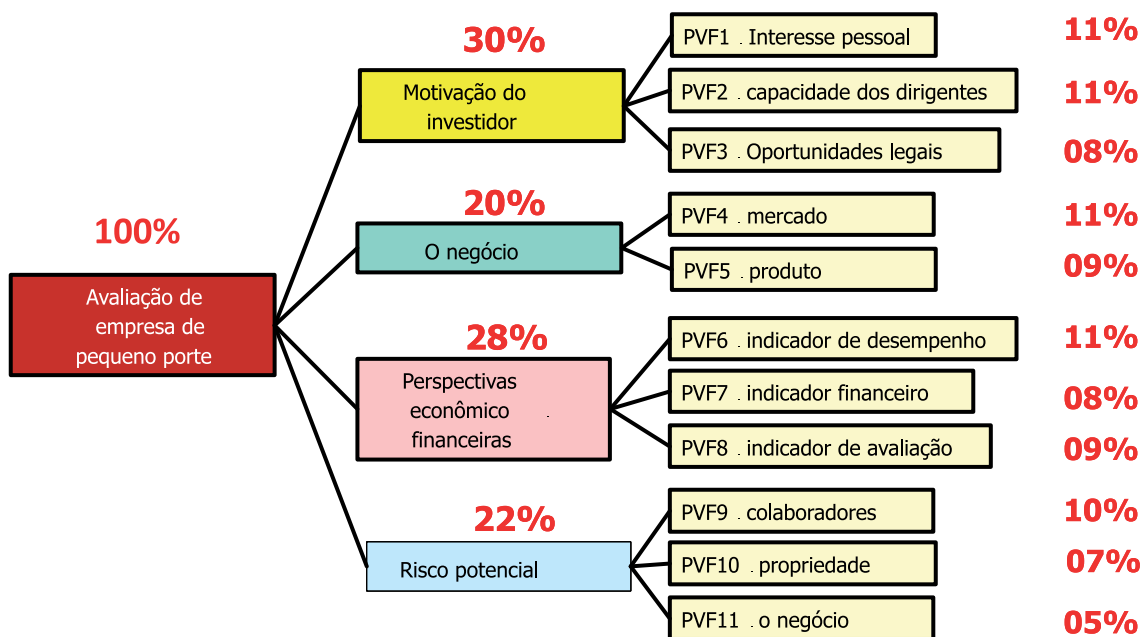 100%
Avaliação de
empresa de
pequeno porte
30%
Motivação do
investidor
PVF1 . Interesse pessoal 11%
PVF2 . capacidade dos dirigentes 11%
PVF3 . Oportunidades legais 08%
20%
O negócio
PVF4 . mercado 11%
PVF5 . produto 09%
28%
Perspectivas
econômico .
financeiras
PVF6 . indicador de desempenho 11%
PVF7 . indicador financeiro 08%
PVF8 . indicador de avaliação 09%
22%
Risco potencial
PVF9 . colaboradores 10%
PVF10 . propriedade 07%
PVF11 . o negócio 05%